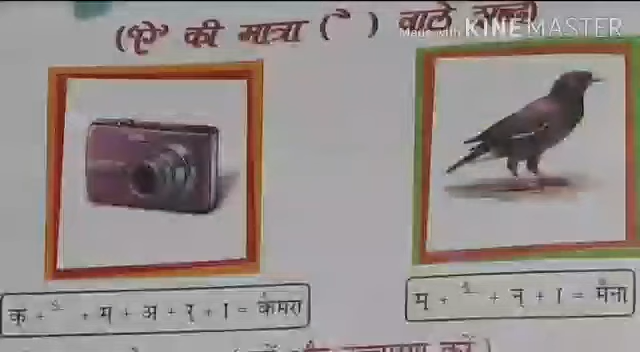 ('ऐ' की मात्रा ( ै ) वाले शब्द)
Made with KINEMASTER
क + ै + म + अ + र् + ा = कैमरा
म् + ै + न् + ा = मैना